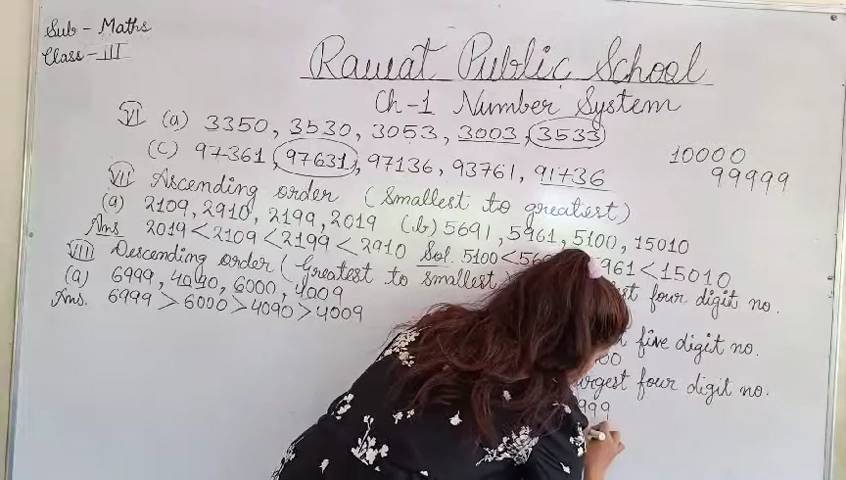 Sub - Maths
Class - III
Rawat Public School
Ch-1 Number System
VI (a) 3350, 3530, 3053, 3003, 3533
(c) 97361, 97631, 97136, 93761, 91736
10000
99999
VII Ascending order (Smallest to greatest)
(a) 2109, 2910, 2199, 2019 (b) 5691, 5961, 5100, 15010
Ans 2019 < 2109 < 2199 < 2910 Sol. 5100 < 961 < 15010
VIII Descending order (Greatest to smallest)
(a) 6999, 4090, 6000, 4009
Ans. 6999 > 6000 > 4090 > 4009
four digit no.
five digit no.
four digit no.